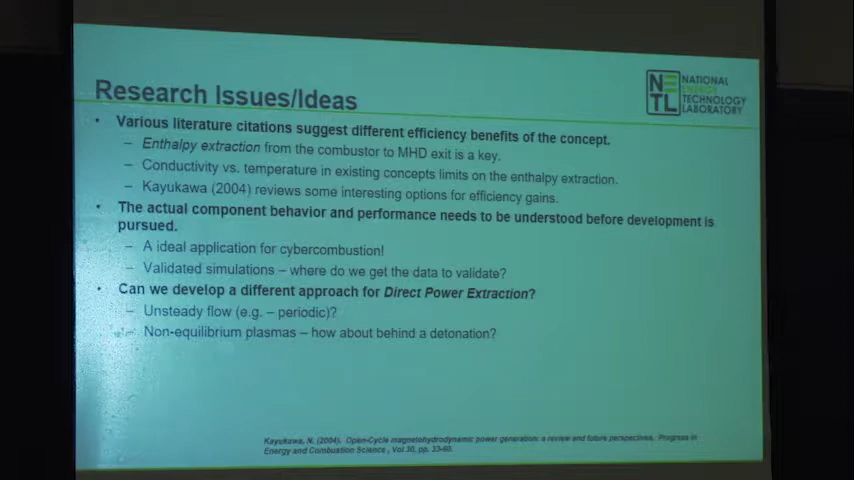 Research Issues/Ideas
NETL
NATIONAL
ENERGY
TECHNOLOGY
LABORATORY
• Various literature citations suggest different efficiency benefits of the concept.
– Enthalpy extraction from the combustor to MHD exit is a key.
– Conductivity vs. temperature in existing concepts limits on the enthalpy extraction.
– Kayukawa (2004) reviews some interesting options for efficiency gains.
• The actual component behavior and performance needs to be understood before development is
pursued.
– A ideal application for cybercombustion!
– Validated simulations – where do we get the data to validate?
• Can we develop a different approach for Direct Power Extraction?
– Unsteady flow (e.g. – periodic)?
– Non-equilibrium plasmas – how about behind a detonation?
Kayukawa, N. (2004). Open-Cycle magnetohydrodynamic power generation: a review and future perspectives, Progress in
Energy and Combustion Science, Vol 30, pp. 33-60.